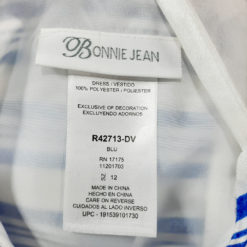 BONNIE JEAN
DRESS / VESTIDO
100% POLYESTER / POLIESTER
EXCLUSIVE OF DECORATION
EXCLUYENDO ADORNOS
R42713-DV
BLU
RN 17175
11201703
12
MADE IN CHINA
HECHO EN CHINA
CARE ON REVERSE
CUIDADOS AL LADO INVERSO
UPC - 191539101730